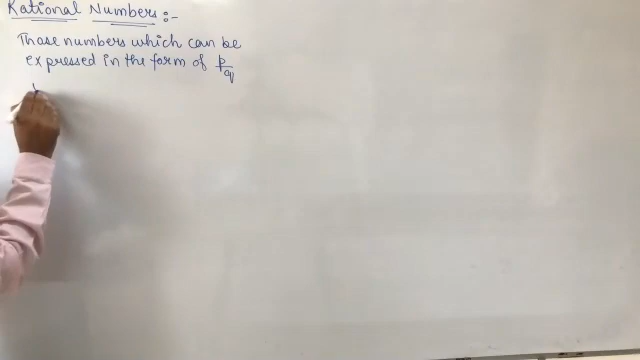 Rational Numbers:-
Those numbers which can be
expressed in the form of p/q